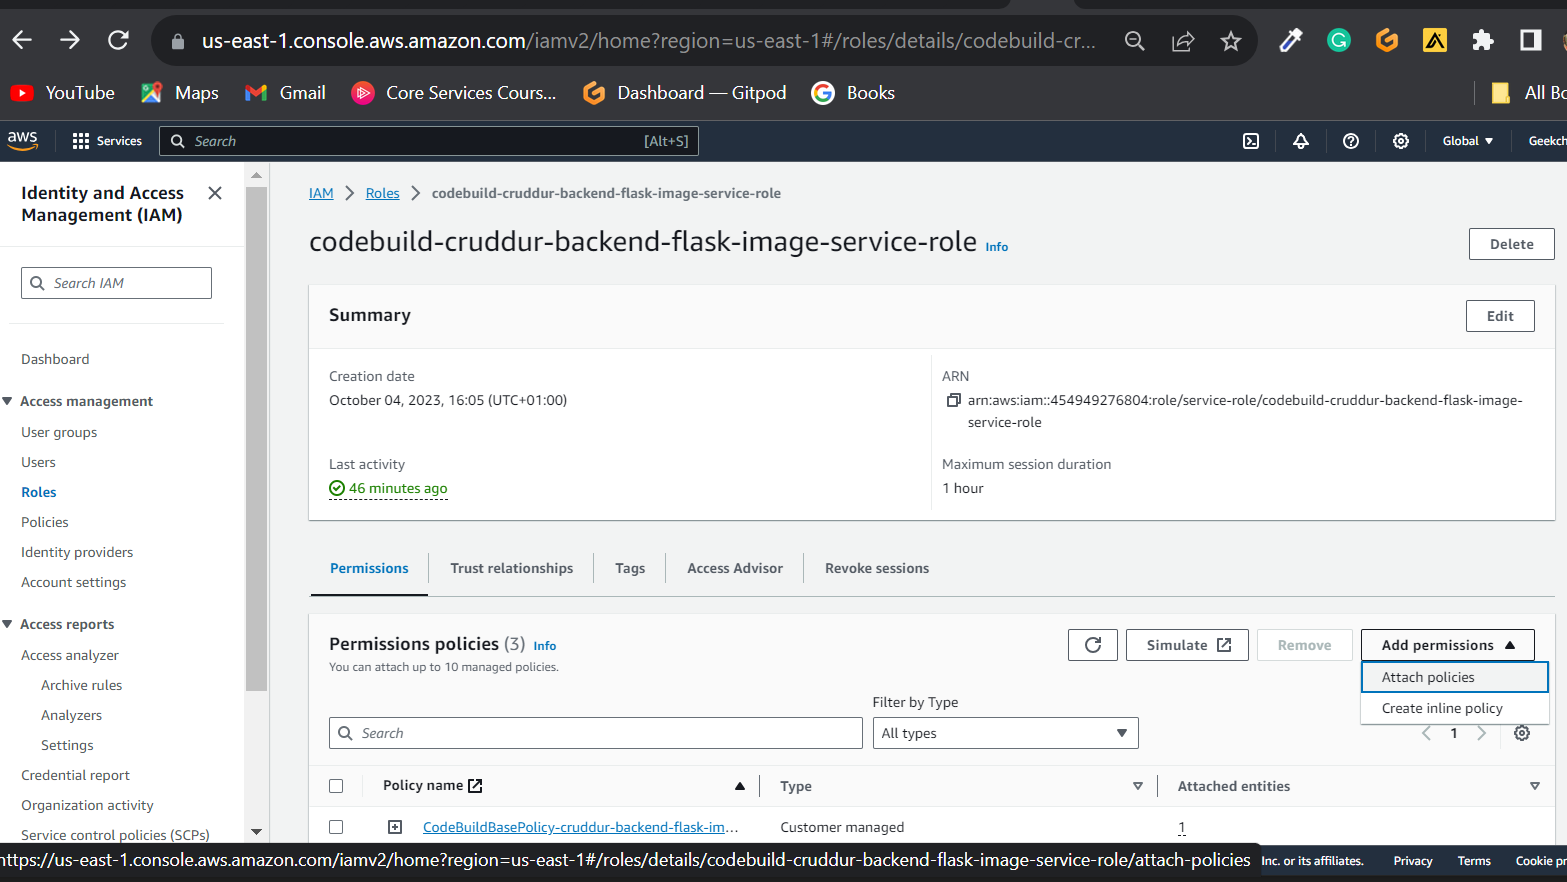 us-east-1.console.aws.amazon.com/iamv2/home?region=us-east-1#/roles/details/codebuild-cr...
YouTube Maps Gmail Core Services Cours... Dashboard — Gitpod Books All Bo
aws Services Search [Alt+S] Global Geekch
Identity and Access
Management (IAM)
Search IAM
Dashboard
Access management
User groups
Users
Roles
Policies
Identity providers
Account settings
Access reports
Access analyzer
Archive rules
Analyzers
Settings
Credential report
Organization activity
Service control policies (SCPs)
IAM > Roles > codebuild-cruddur-backend-flask-image-service-role
codebuild-cruddur-backend-flask-image-service-role Info
Delete
Summary
Edit
Creation date
October 04, 2023, 16:05 (UTC+01:00)
ARN
arn:aws:iam::454949276804:role/service-role/codebuild-cruddur-backend-flask-image-
service-role
Last activity
46 minutes ago
Maximum session duration
1 hour
Permissions Trust relationships Tags Access Advisor Revoke sessions
Permissions policies (3) Info
You can attach up to 10 managed policies.
Simulate Remove Add permissions
Attach policies
Create inline policy
Filter by Type
Search All types 1
Policy name Type Attached entities
CodeBuildBasePolicy-cruddur-backend-flask-im... Customer managed 1
https://us-east-1.console.aws.amazon.com/iamv2/home?region=us-east-1#/roles/details/codebuild-cruddur-backend-flask-image-service-role/attach-policies Inc. or its affiliates. Privacy Terms Cookie pr